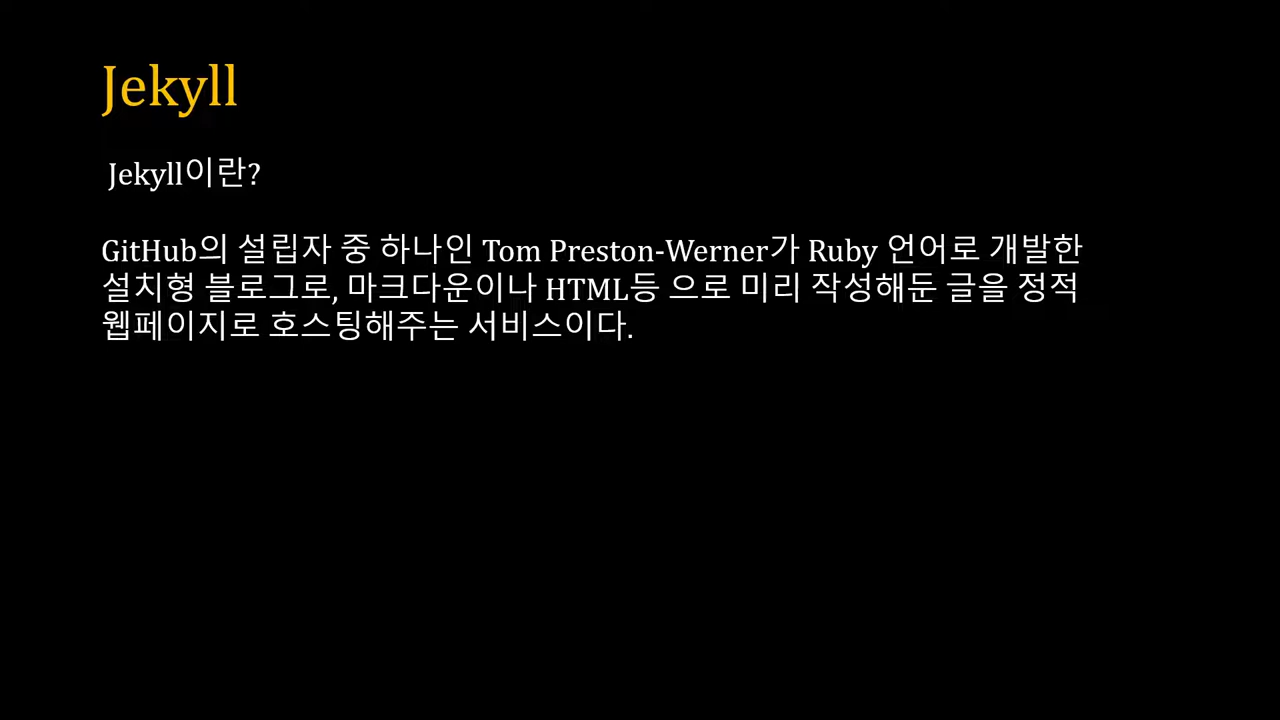 Jekyll
Jekyll이란?
GitHub의 설립자 중 하나인 Tom Preston-Werner가 Ruby 언어로 개발한
설치형 블로그로, 마크다운이나 HTML등 으로 미리 작성해둔 글을 정적
웹페이지로 호스팅해주는 서비스이다.